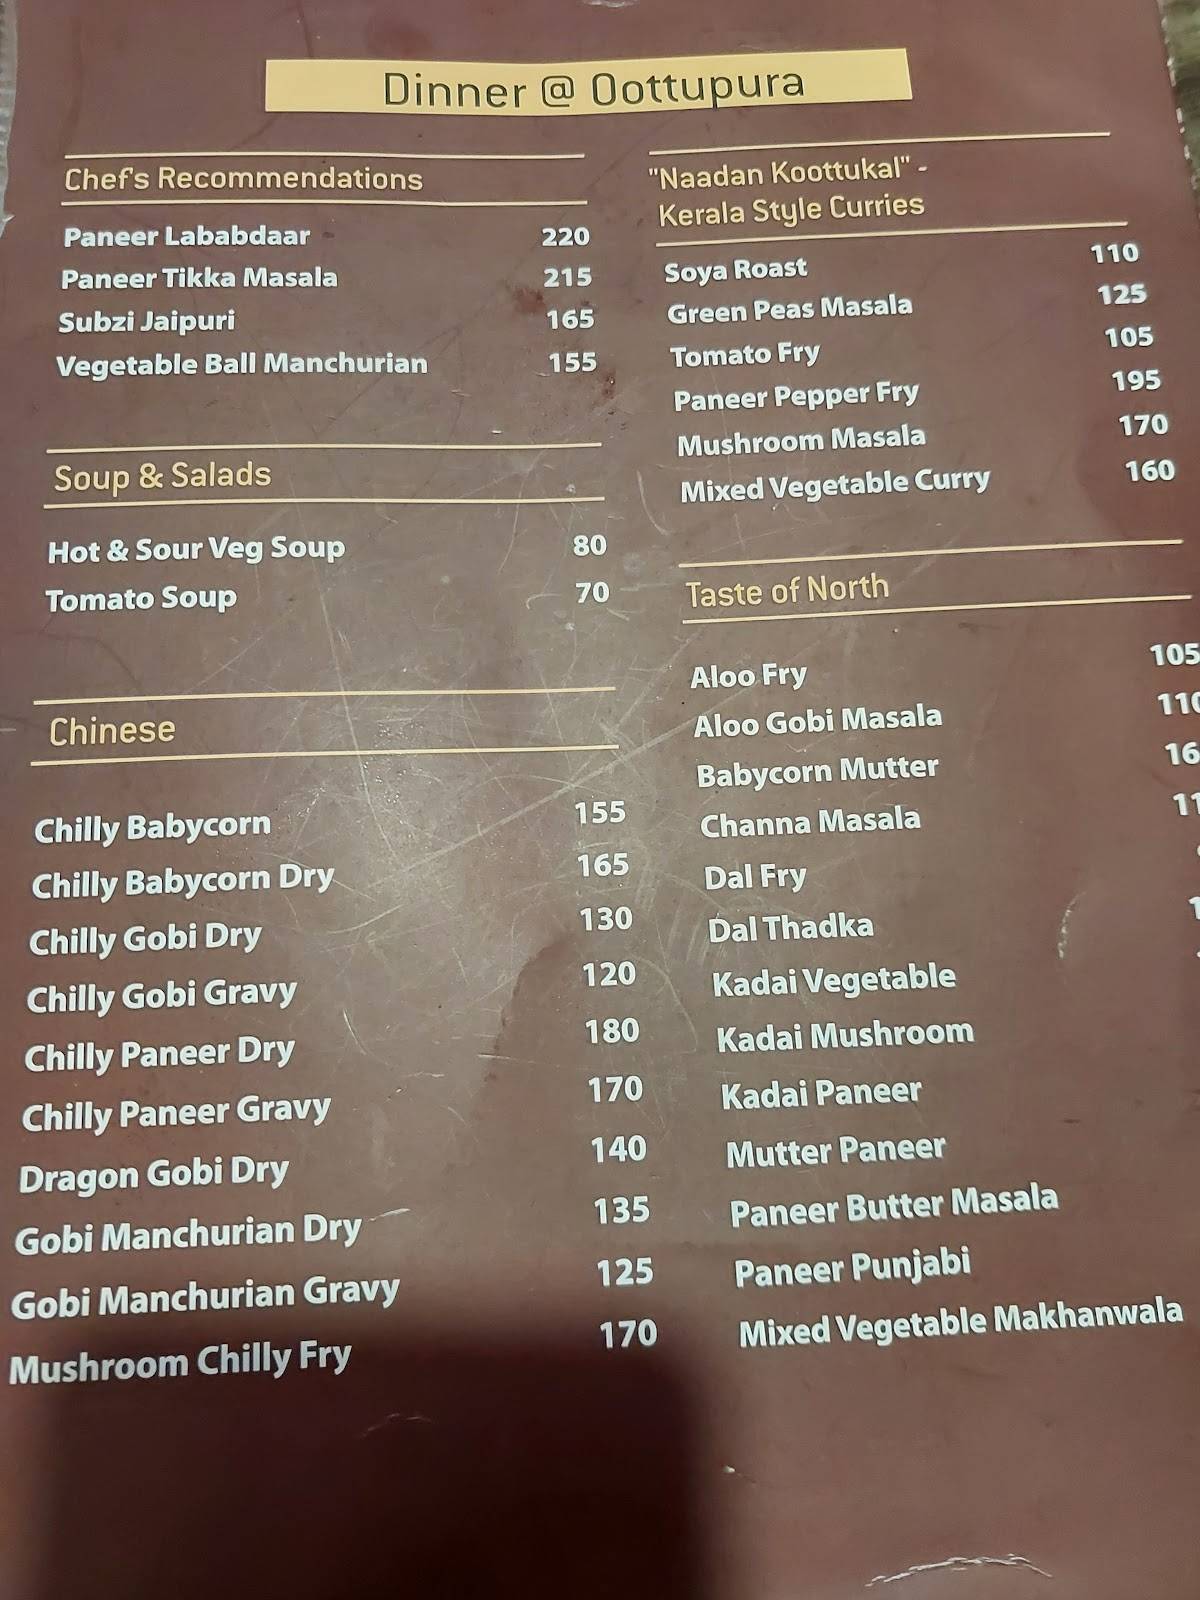 Dinner @ Oottupura
Chef's Recommendations
Paneer Lababdaar 220
Paneer Tikka Masala 215
Subzi Jaipuri 165
Vegetable Ball Manchurian 155
Soup & Salads
Hot & Sour Veg Soup 80
Tomato Soup 70
Chinese
Chilly Babycorn 155
Chilly Babycorn Dry 165
Chilly Gobi Dry 130
Chilly Gobi Gravy 120
Chilly Paneer Dry 180
Chilly Paneer Gravy 170
Dragon Gobi Dry 140
Gobi Manchurian Dry 135
Gobi Manchurian Gravy 125
Mushroom Chilly Fry 170
"Naadan Koottukal" -
Kerala Style Curries
Soya Roast 110
Green Peas Masala 125
Tomato Fry 105
Paneer Pepper Fry 195
Mushroom Masala 170
Mixed Vegetable Curry 160
Taste of North
Aloo Fry 105
Aloo Gobi Masala 110
Babycorn Mutter
Channa Masala
Dal Fry
Dal Thadka
Kadai Vegetable
Kadai Mushroom
Kadai Paneer
Mutter Paneer
Paneer Butter Masala
Paneer Punjabi
Mixed Vegetable Makhanwala